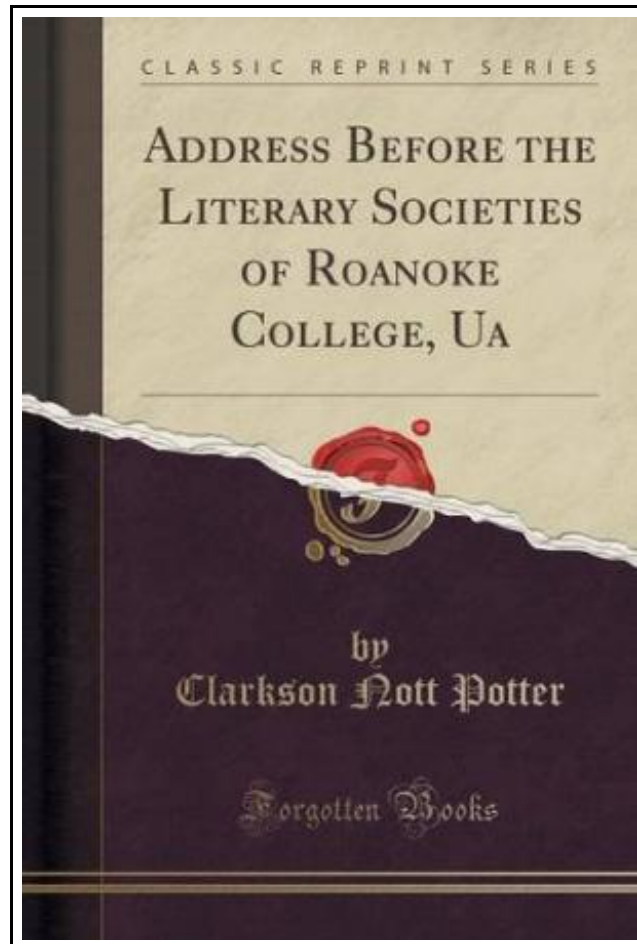 CLASSIC REPRINT SERIES
ADDRESS BEFORE THE
LITERARY SOCIETIES
OF ROANOKE
COLLEGE, UA
F
by
Clarkson Nott Potter
Forgotten Books